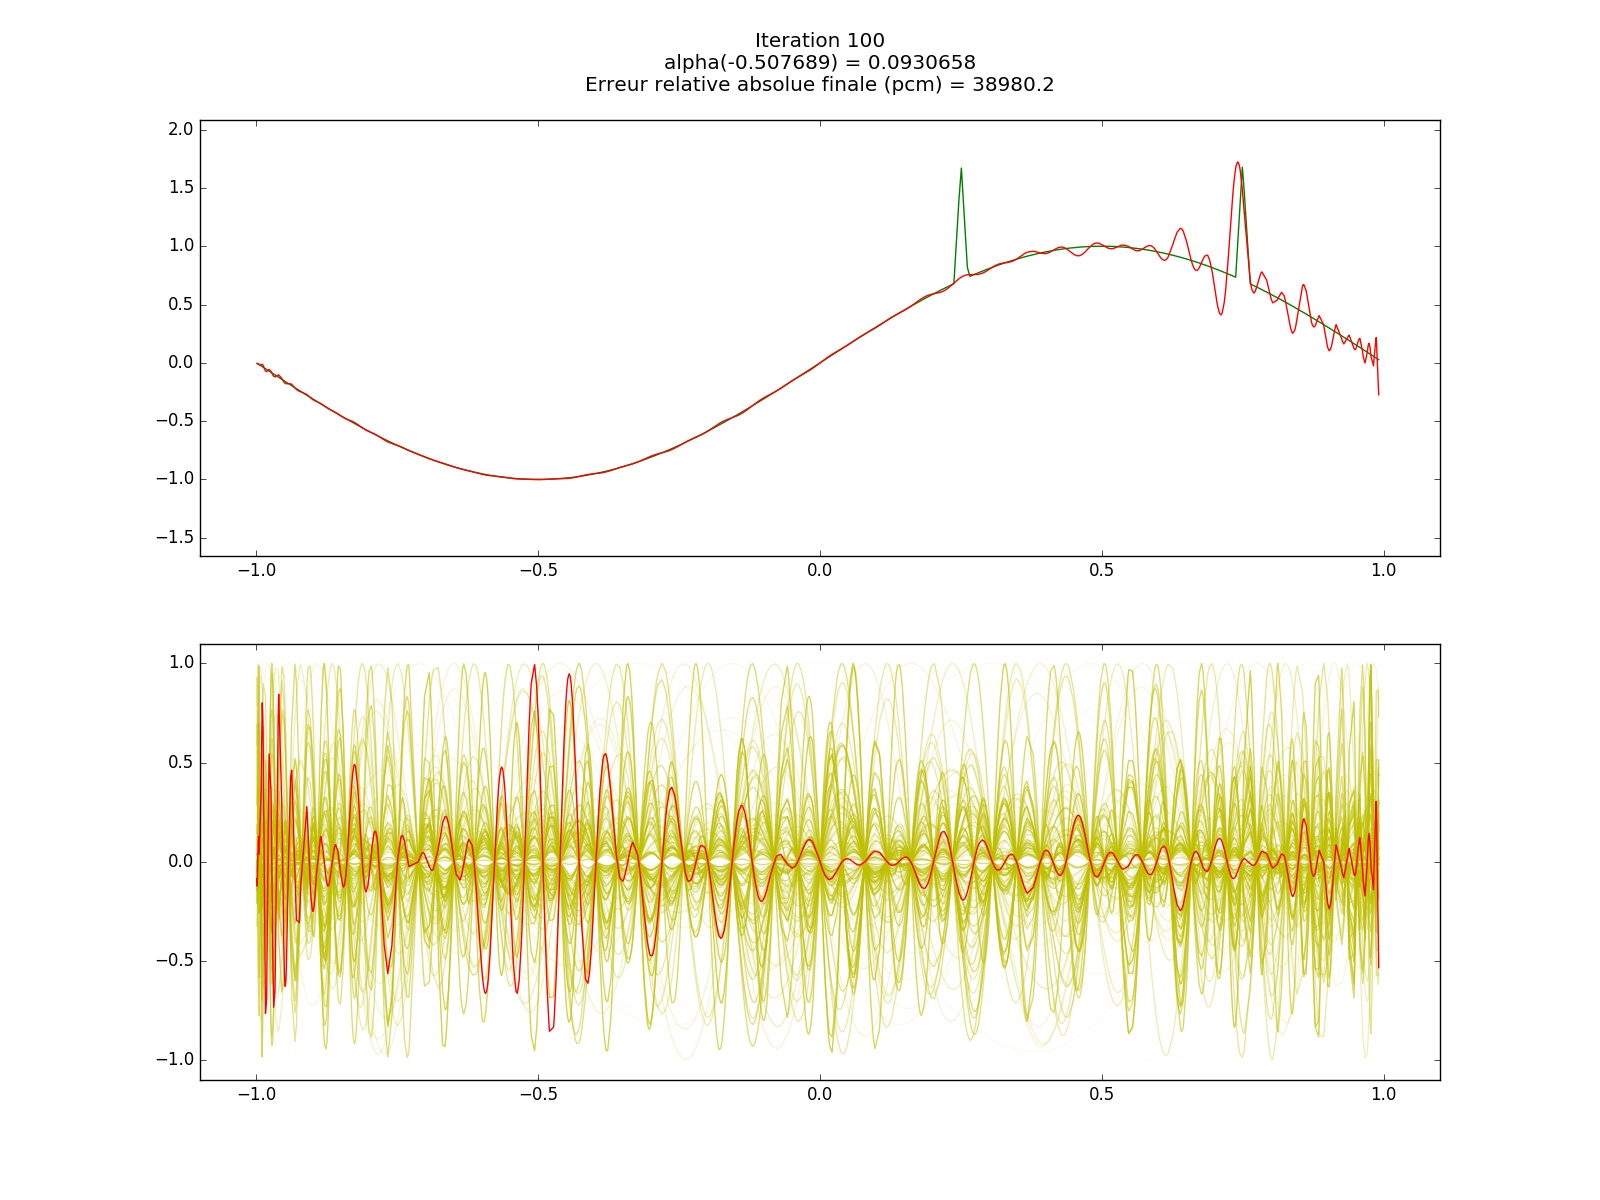 Iteration 100
alpha(-0.507689) = 0.0930658
Erreur relative absolue finale (pcm) = 38980.2
2.0
1.5
1.0
0.5
0.0
−0.5
−1.0
−1.5
−1.0 −0.5 0.0 0.5 1.0
1.0
0.5
0.0
−0.5
−1.0
−1.0 −0.5 0.0 0.5 1.0